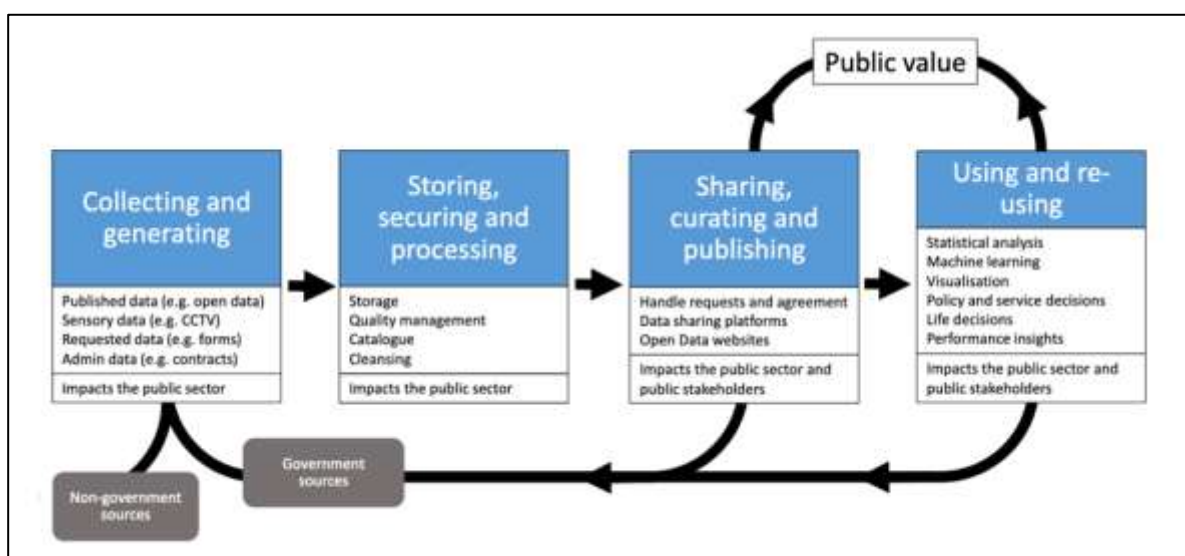 Public value
Collecting and
generating
Published data (e.g. open data)
Sensory data (e.g. CCTV)
Requested data (e.g. forms)
Admin data (e.g. contracts)
Impacts the public sector
Storing,
securing and
processing
Storage
Quality management
Catalogue
Cleansing
Impacts the public sector
Sharing,
curating and
publishing
Handle requests and agreement
Data sharing platforms
Open Data websites
Impacts the public sector and
public stakeholders
Using and re-
using
Statistical analysis
Machine learning
Visualisation
Policy and service decisions
Life decisions
Performance insights
Impacts the public sector and
public stakeholders
Government
sources
Non-government
sources